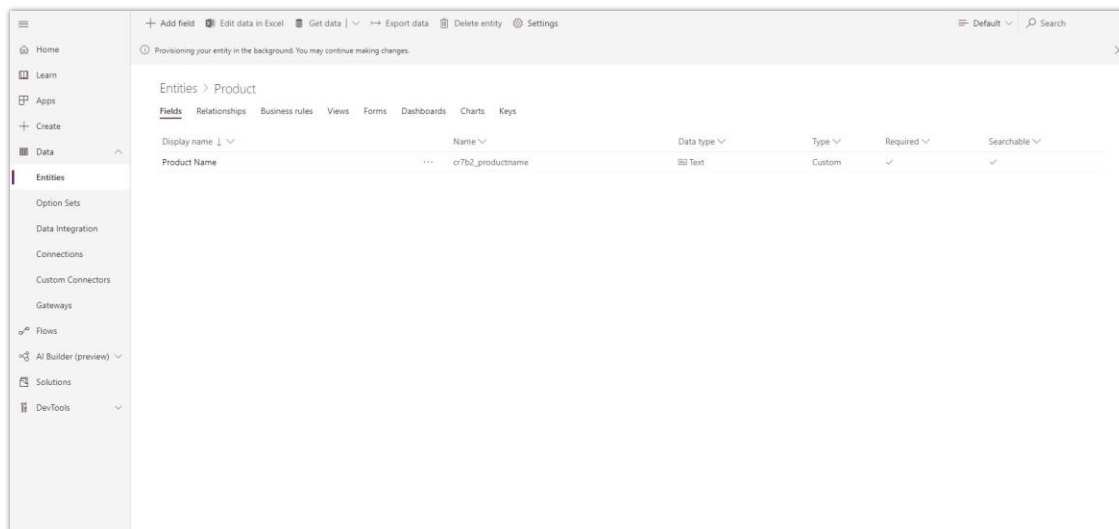 Add field Edit data in Excel Get data Export data Delete entity Settings Default Search
Home
Provisioning your entity in the background. You may continue making changes.
Learn
Apps
Create
Data
Entities
Option Sets
Data Integration
Connections
Custom Connectors
Gateways
Flows
AI Builder (preview)
Solutions
DevTools
Entities > Product
Fields Relationships Business rules Views Forms Dashboards Charts Keys
Display name ↓ Name Data type Type Required Searchable
Product Name ··· cr7b2_productname Text Custom